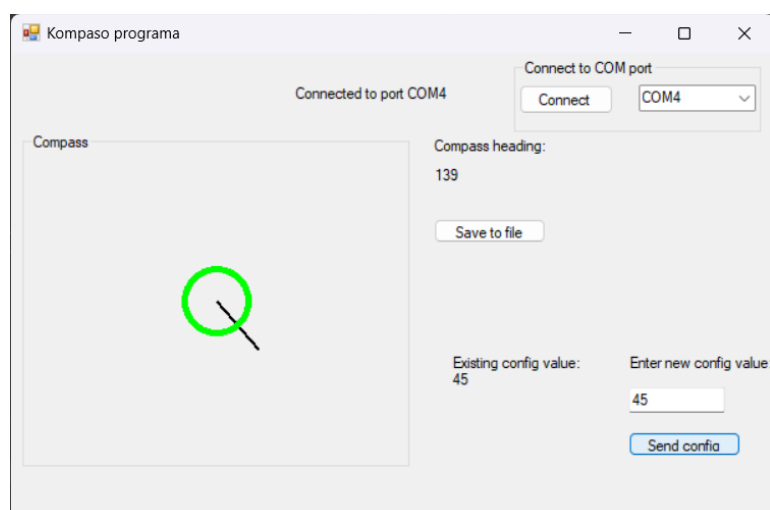 Kompaso programa
Connect to COM port
Connected to port COM4
Connect
COM4
Compass
Compass heading:
139
Save to file
Existing config value:
45
Enter new config value
45
Send config